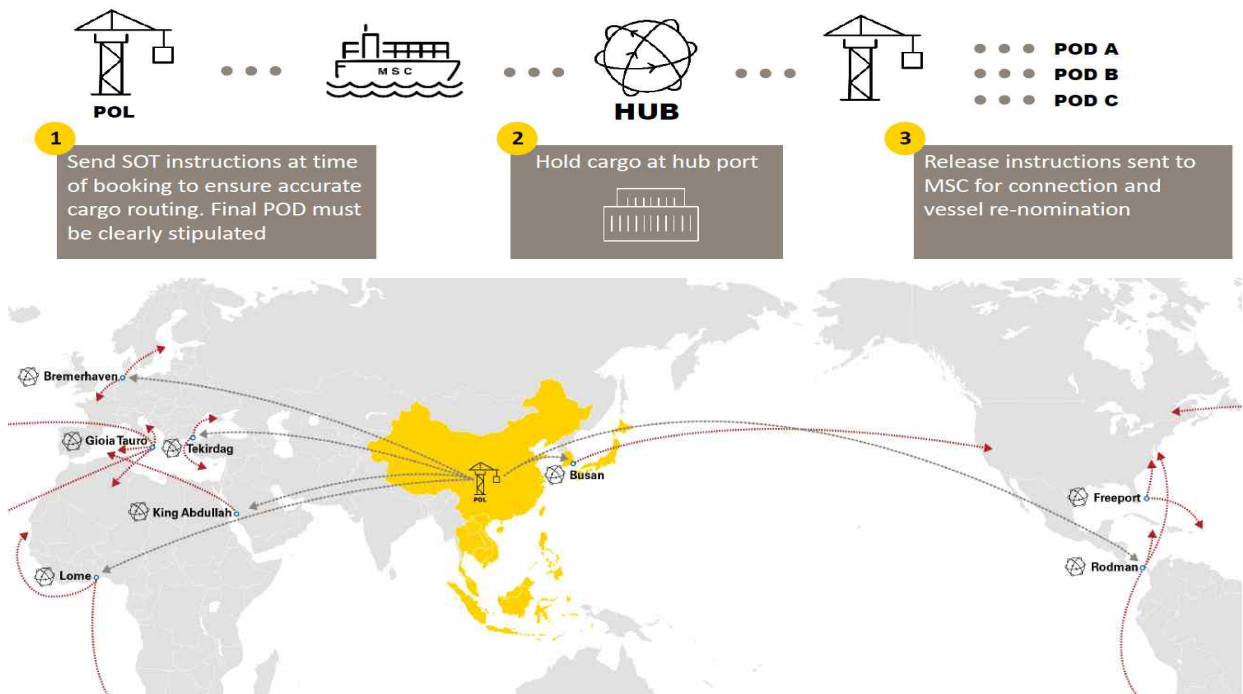 MSC
POL
HUB
POD A
POD B
POD C
1
Send SOT instructions at time
of booking to ensure accurate
cargo routing. Final POD must
be clearly stipulated
2
Hold cargo at hub port
3
Release instructions sent to
MSC for connection and
vessel re-nomination
Bremerhaven
Gioia Tauro
Tekirdag
POL
Busan
King Abdullah
Freeport
Lome
Rodman